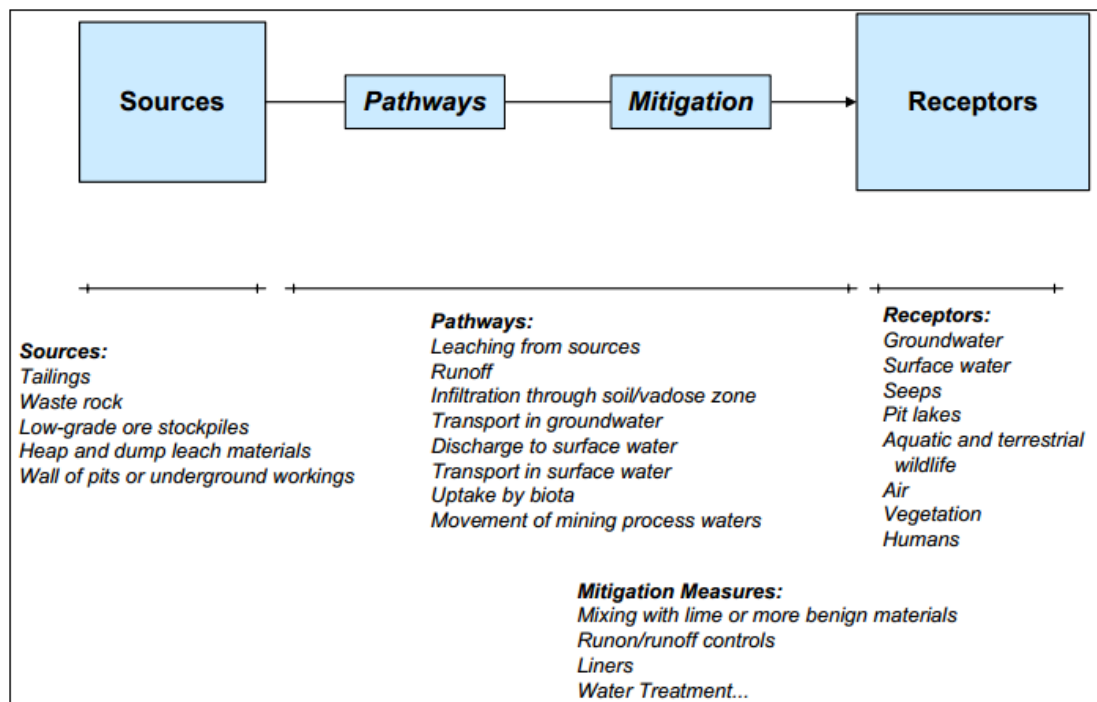 Sources
Pathways
Mitigation
Receptors
Sources:
Tailings
Waste rock
Low-grade ore stockpiles
Heap and dump leach materials
Wall of pits or underground workings
Pathways:
Leaching from sources
Runoff
Infiltration through soil/vadose zone
Transport in groundwater
Discharge to surface water
Transport in surface water
Uptake by biota
Movement of mining process waters
Receptors:
Groundwater
Surface water
Seeps
Pit lakes
Aquatic and terrestrial
wildlife
Air
Vegetation
Humans
Mitigation Measures:
Mixing with lime or more benign materials
Runon/runoff controls
Liners
Water Treatment...